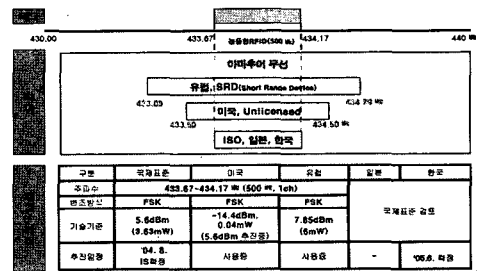 430.00
433.67
능동형RFID(500 ㎑)
434.17
440 ㎒
아마추어 무선
유럽, SRD(Short Range Device)
433.05
434.79 ㎒
미국, Unlicensed
433.50
434.50 ㎒
ISO, 일본, 한국
구분 국제표준 미국 유럽 일본 한국
주파수 433.67~434.17 ㎒ (500 ㎑, 1ch)
국제표준 검토
변조방식 FSK FSK FSK
기술기준 5.6dBm (3.63mW) -14.4dBm, 0.04mW (5.6dBm 추진중) 7.85dBm (6mW)
추진일정 '04. 8. IS확정 사용중 사용중 - '05.6. 확정